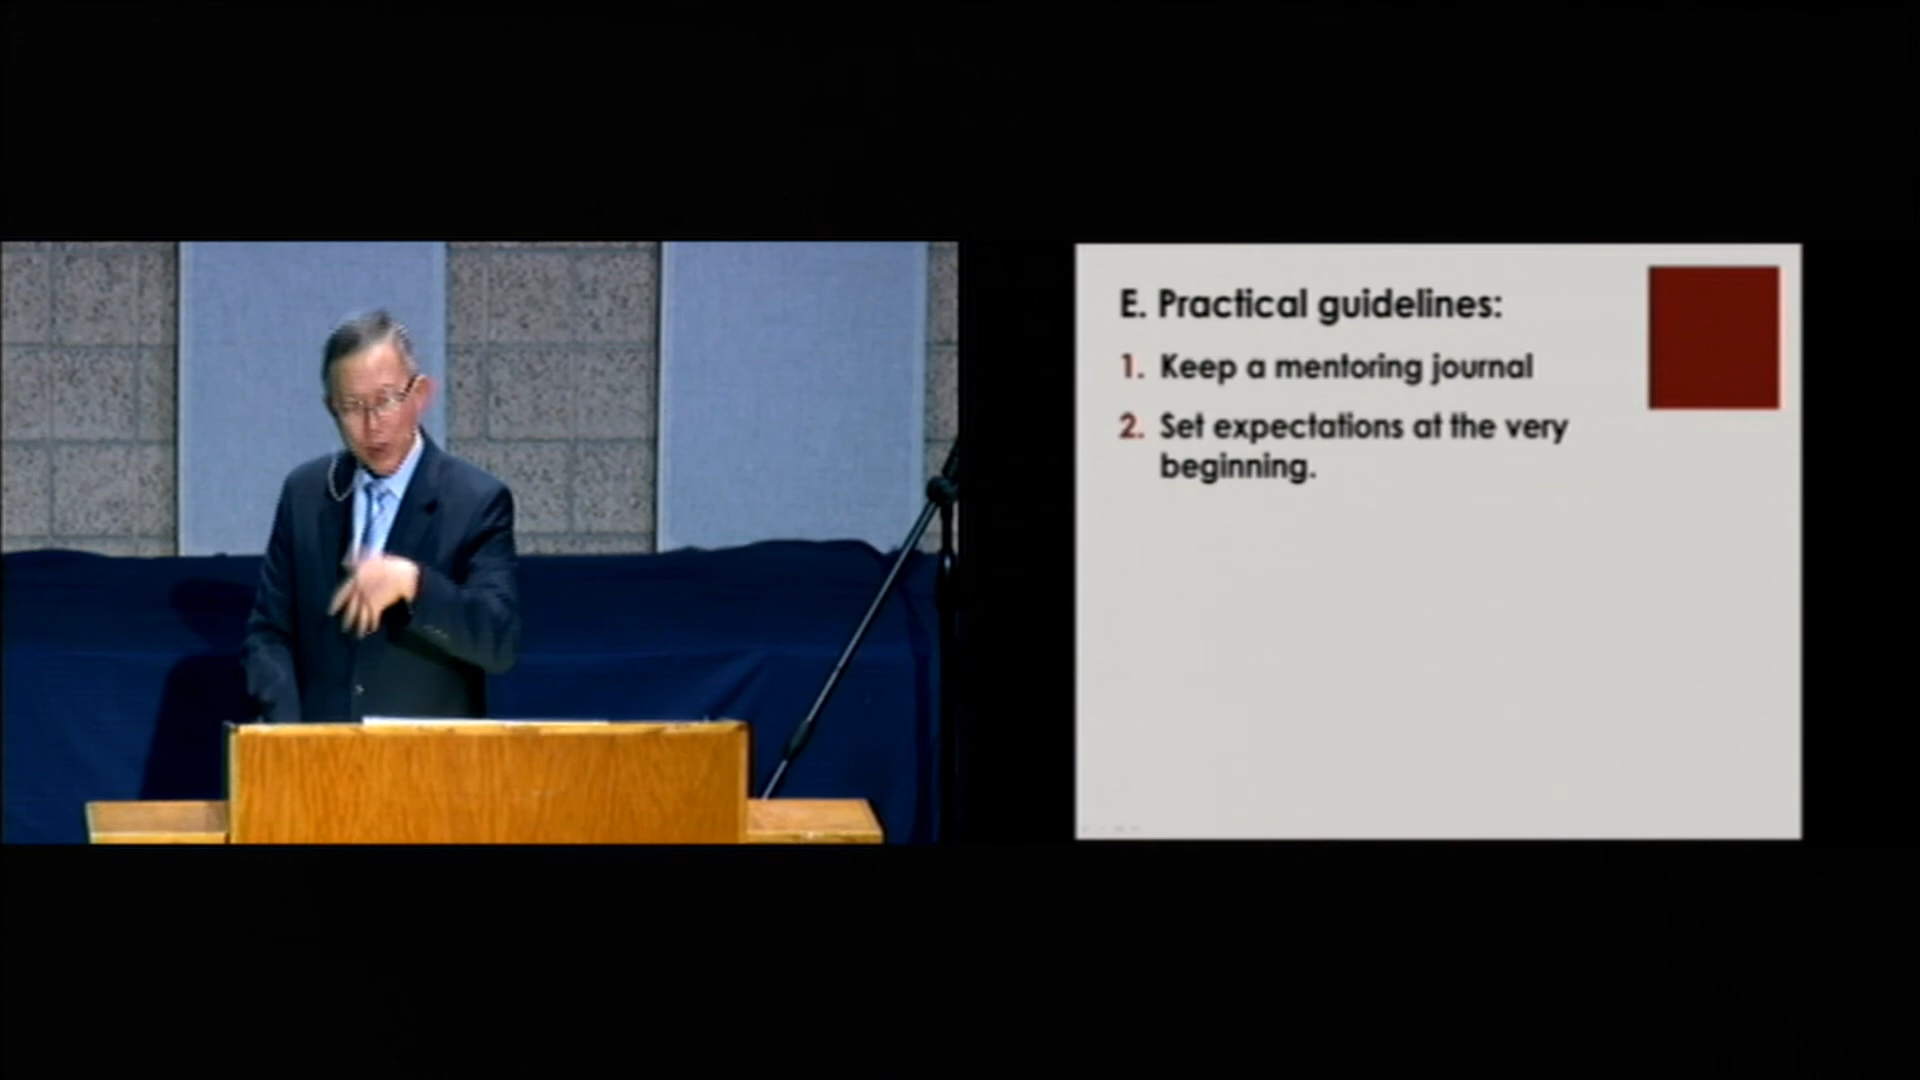 E. Practical guidelines:
1. Keep a mentoring journal
2. Set expectations at the very
beginning.